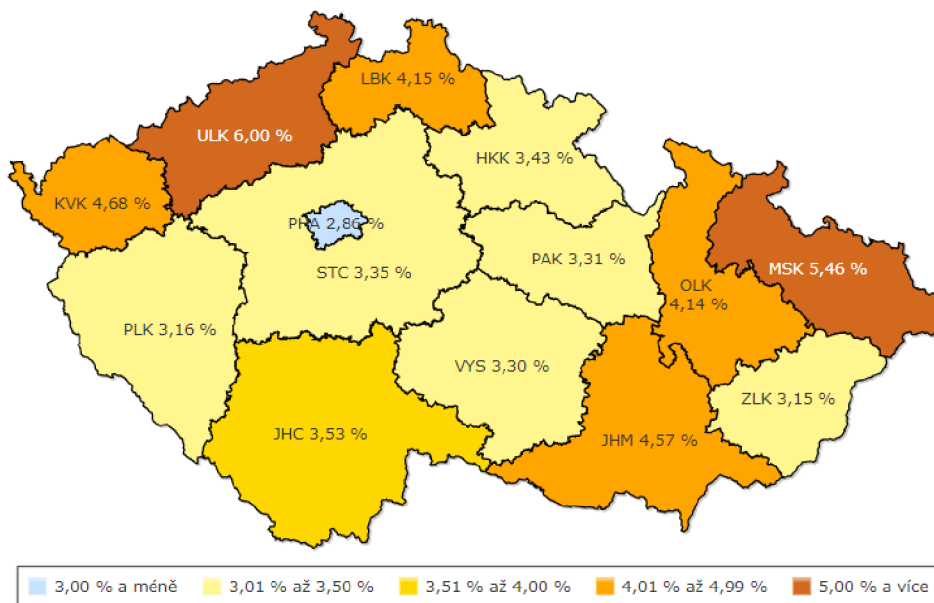 LBK 4,15 %
ULK 6,00 %
HKK 3,43 %
KVK 4,68 %
PRA 2,86 %
STC 3,35 %
PAK 3,31 %
MSK 5,46 %
OLK
4,14 %
PLK 3,16 %
VYS 3,30 %
ZLK 3,15 %
JHC 3,53 %
JHM 4,57 %
3,00 % a méně 3,01 % až 3,50 % 3,51 % až 4,00 % 4,01 % až 4,99 % 5,00 % a více